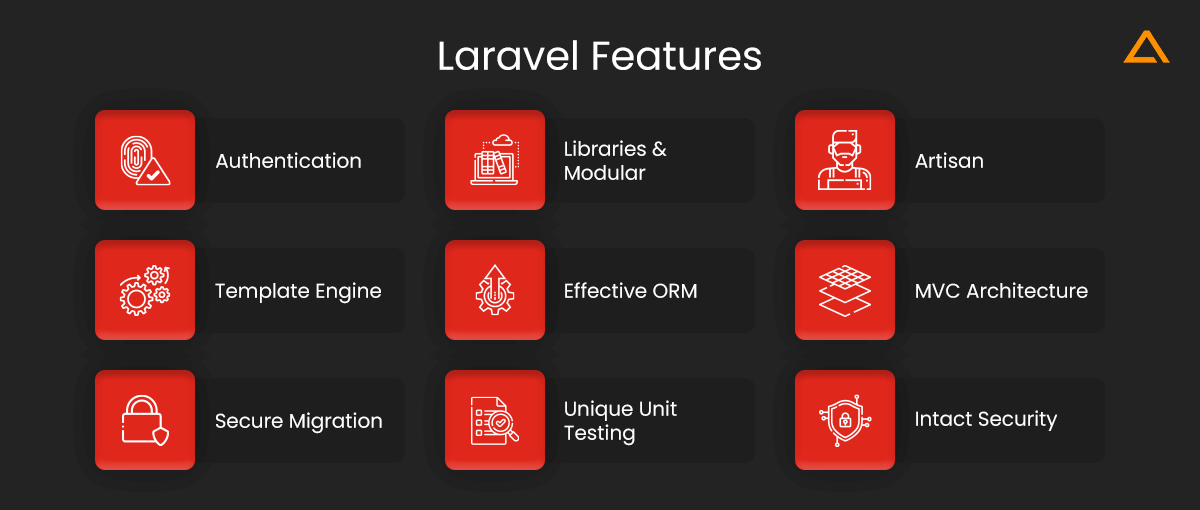 Laravel Features
Authentication
Libraries &
Modular
Artisan
Template Engine
Effective ORM
MVC Architecture
Secure Migration
Unique Unit
Testing
Intact Security